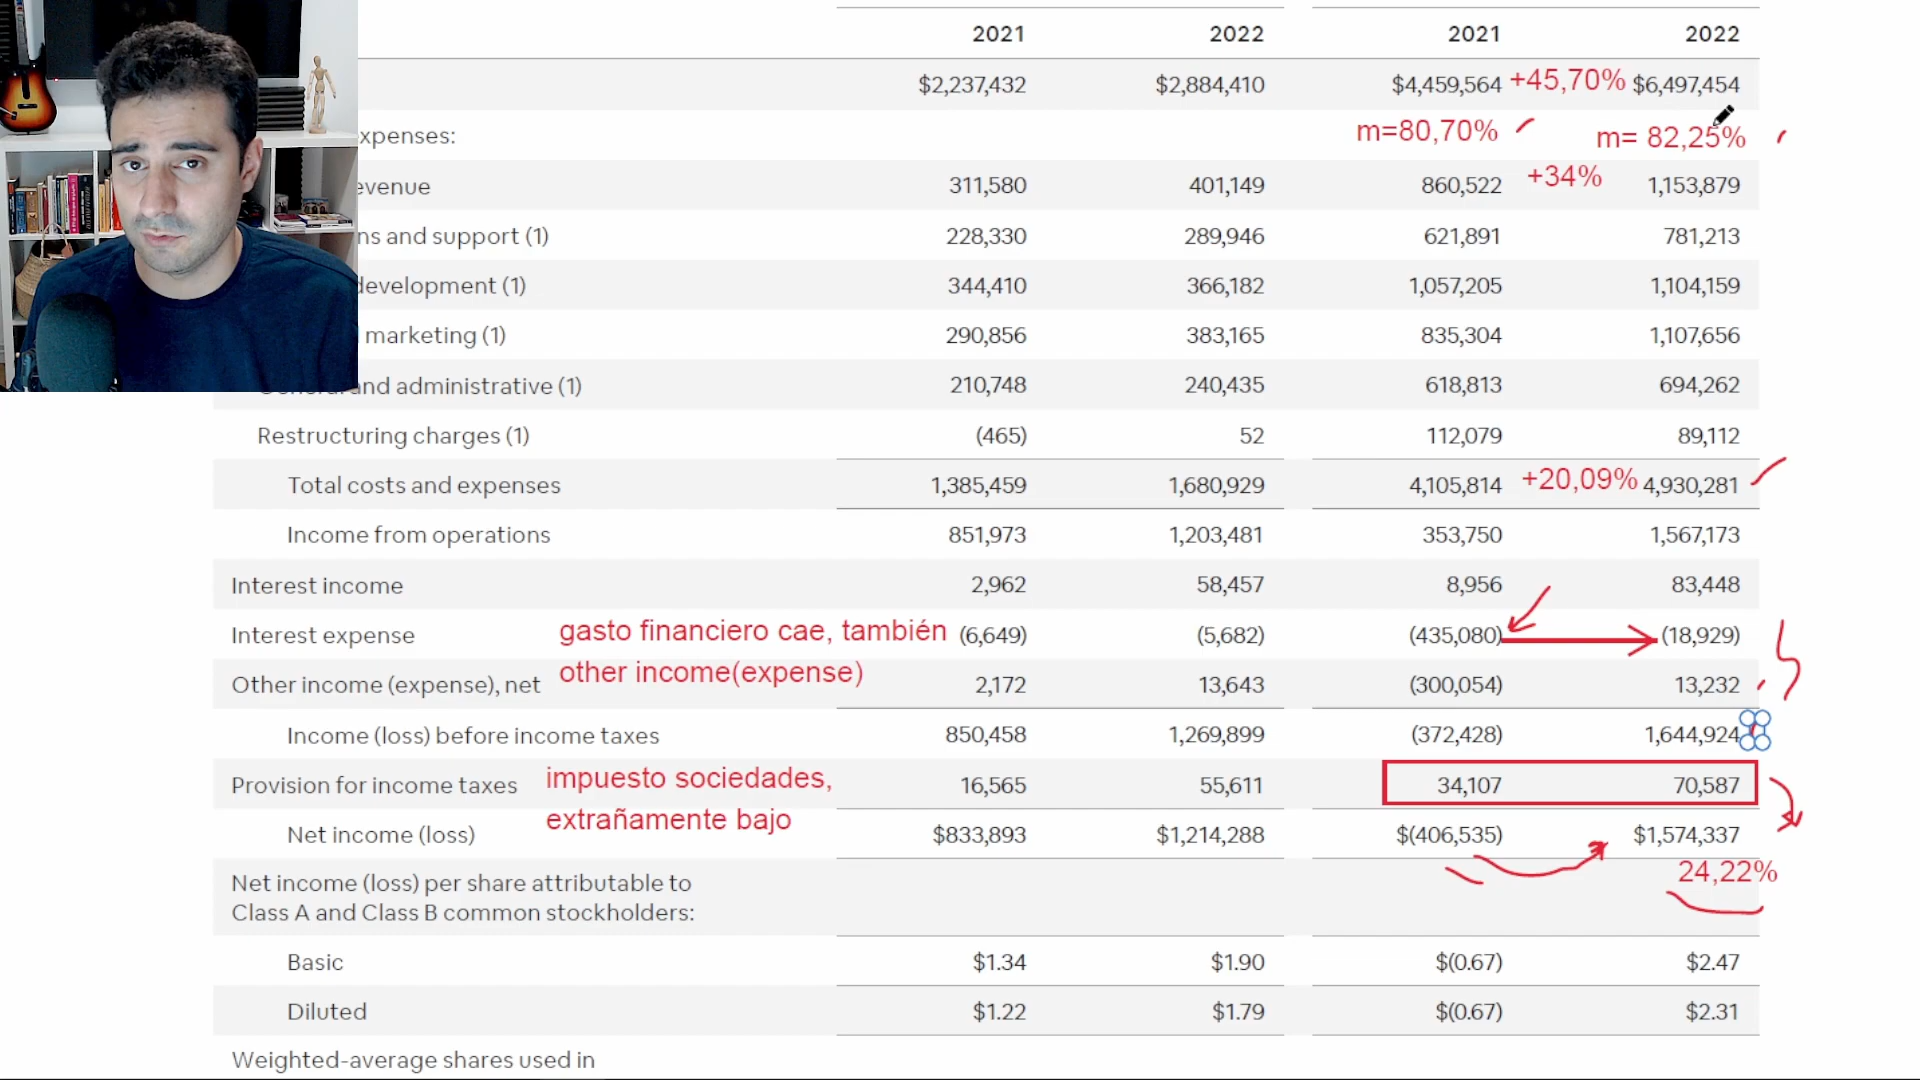 2021 2022 2021 2022
$2,237,432 $2,884,410 $4,459,564 +45,70% $6,497,454
xpenses: m=80,70% m= 82,25%
evenue 311,580 401,149 860,522 +34% 1,153,879
ns and support (1) 228,330 289,946 621,891 781,213
development (1) 344,410 366,182 1,057,205 1,104,159
marketing (1) 290,856 383,165 835,304 1,107,656
General and administrative (1) 210,748 240,435 618,813 694,262
Restructuring charges (1) (465) 52 112,079 89,112
Total costs and expenses 1,385,459 1,680,929 4,105,814 +20,09% 4,930,281
Income from operations 851,973 1,203,481 353,750 1,567,173
Interest income 2,962 58,457 8,956 83,448
Interest expense gasto financiero cae, también (6,649) (5,682) (435,080) (18,929)
Other income (expense), net other income(expense) 2,172 13,643 (300,054) 13,232
Income (loss) before income taxes 850,458 1,269,899 (372,428) 1,644,924
Provision for income taxes impuesto sociedades, 16,565 55,611 34,107 70,587
extrañamente bajo
Net income (loss) $833,893 $1,214,288 $(406,535) $1,574,337
24,22%
Net income (loss) per share attributable to
Class A and Class B common stockholders:
Basic $1.34 $1.90 $(0.67) $2.47
Diluted $1.22 $1.79 $(0.67) $2.31
Weighted-average shares used in